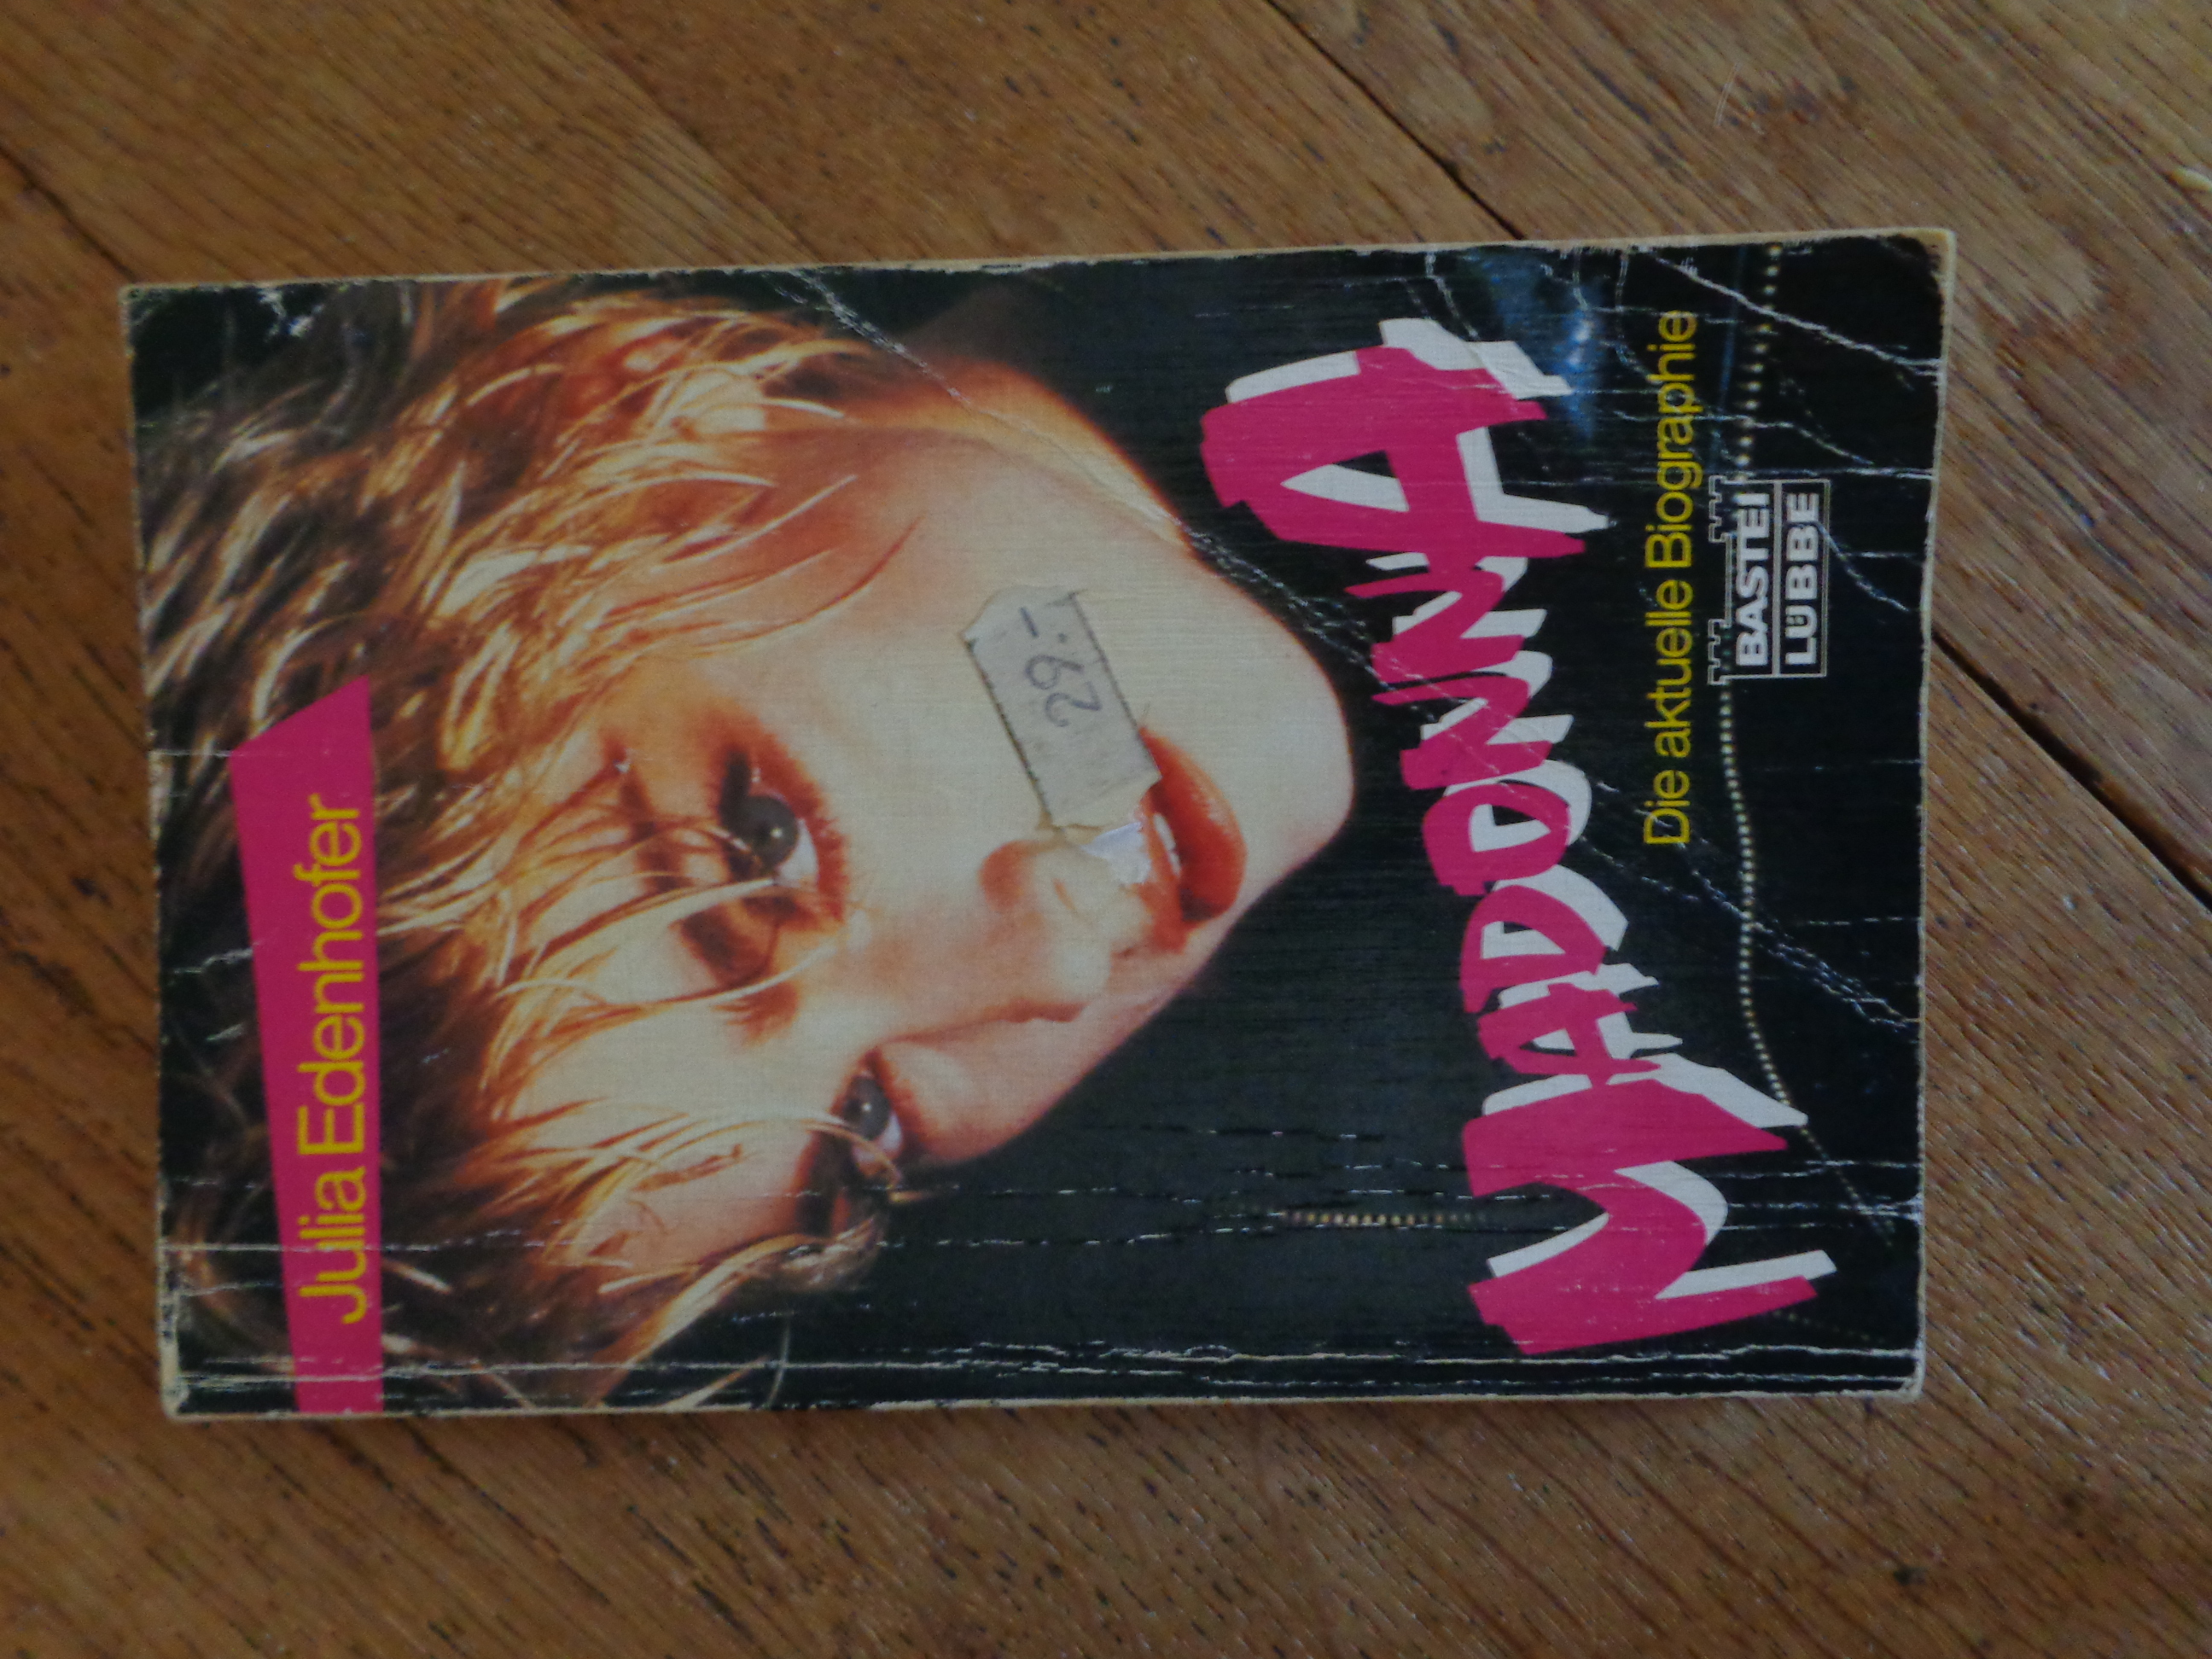 Julia Edenhofer
29.-
MADONNA
Die aktuelle Biographie
BASTEI
LÜBBE